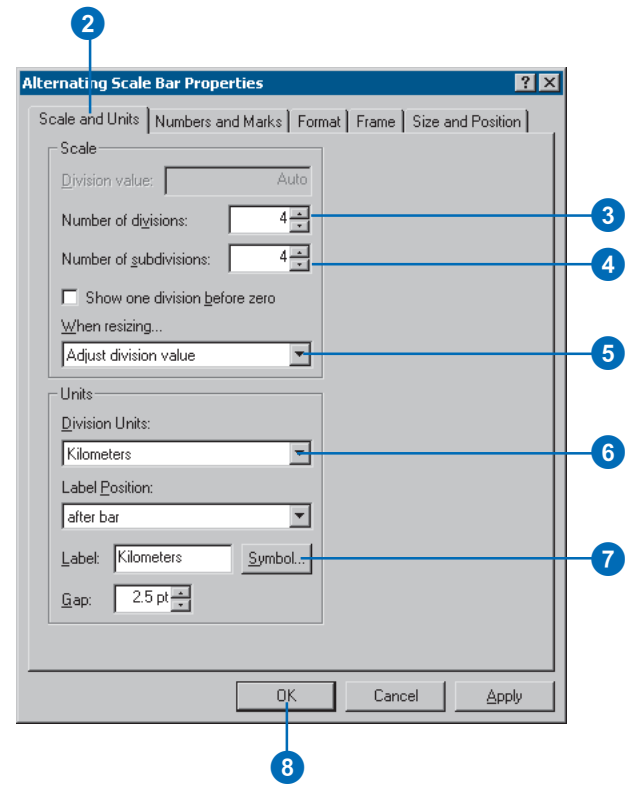 2
Alternating Scale Bar Properties ? X
Scale and Units Numbers and Marks Format Frame Size and Position
Scale
Division value: Auto
Number of divisions: 4 3
Number of subdivisions: 4 4
Show one division before zero
When resizing...
Adjust division value 5
Units
Division Units:
Kilometers 6
Label Position:
after bar
Label: Kilometers Symbol... 7
Gap: 2.5 pt
OK Cancel Apply
8